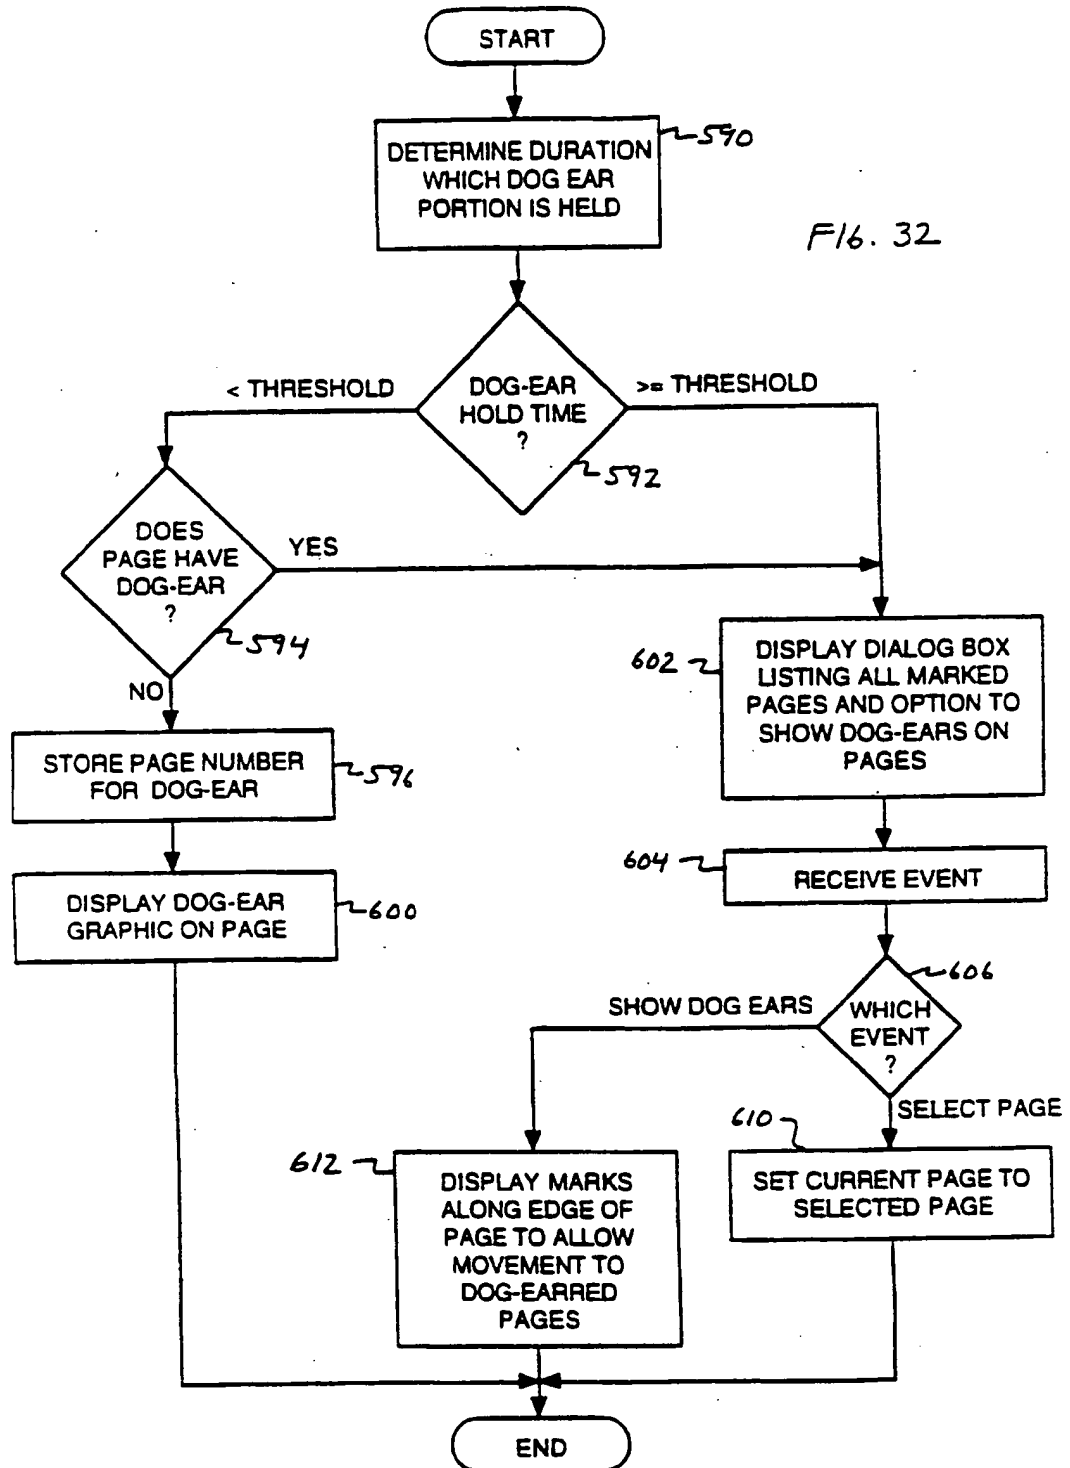 START
DETERMINE DURATION
WHICH DOG EAR
PORTION IS HELD
590
FIG. 32
< THRESHOLD
DOG-EAR
HOLD TIME
?
>= THRESHOLD
592
DOES
PAGE HAVE
DOG-EAR
?
YES
594
NO
602
DISPLAY DIALOG BOX
LISTING ALL MARKED
PAGES AND OPTION TO
SHOW DOG-EARS ON
PAGES
STORE PAGE NUMBER
FOR DOG-EAR
596
604
RECEIVE EVENT
DISPLAY DOG-EAR
GRAPHIC ON PAGE
600
606
SHOW DOG EARS
WHICH
EVENT
?
SELECT PAGE
610
612
DISPLAY MARKS
ALONG EDGE OF
PAGE TO ALLOW
MOVEMENT TO
DOG-EARRED
PAGES
SET CURRENT PAGE TO
SELECTED PAGE
END